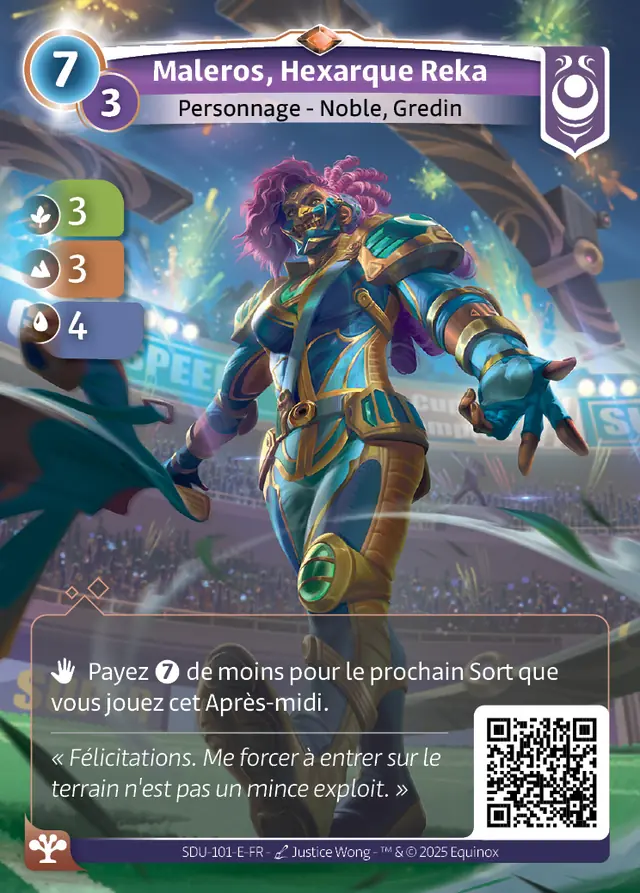 7
3
Maleros, Hexarque Reka
Personnage - Noble, Gredin
3
3
4
SPEE
Payez 7 de moins pour le prochain Sort que
vous jouez cet Après-midi.
« Félicitations. Me forcer à entrer sur le
terrain n'est pas un mince exploit. »
SDU-101-E-FR - Justice Wong - ™ & © 2025 Equinox